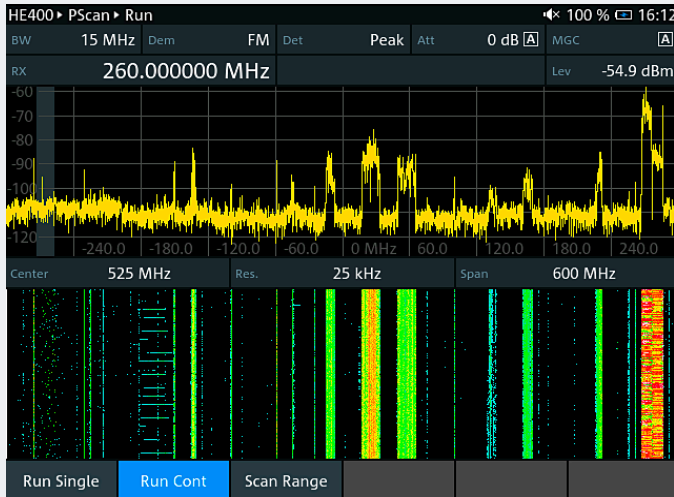 HE400 ▸ PScan ▸ Run 100 % 16:12
BW 15 MHz Dem FM Det Peak Att 0 dB A MGC A
RX 260.000000 MHz Lev -54.9 dBm
-60
-70
-80
-90
-100
-120
-240.0 -180.0 -120.0 -60.0 0 MHz 60.0 120.0 180.0 240.0
Center 525 MHz Res. 25 kHz Span 600 MHz
Run Single Run Cont Scan Range